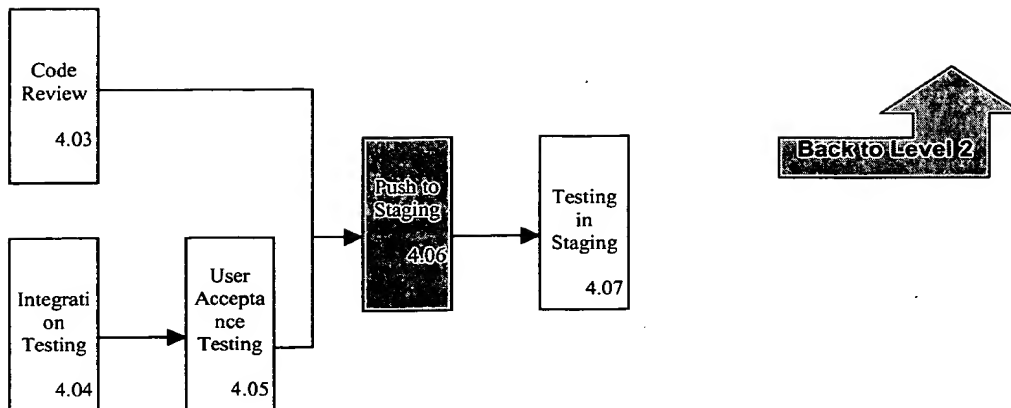 Code
Review
4.03
Integrati
on
Testing
4.04
User
Accepta
nce
Testing
4.05
Push to
Staging
4.06
Testing
in
Staging
4.07
Back to Level 2